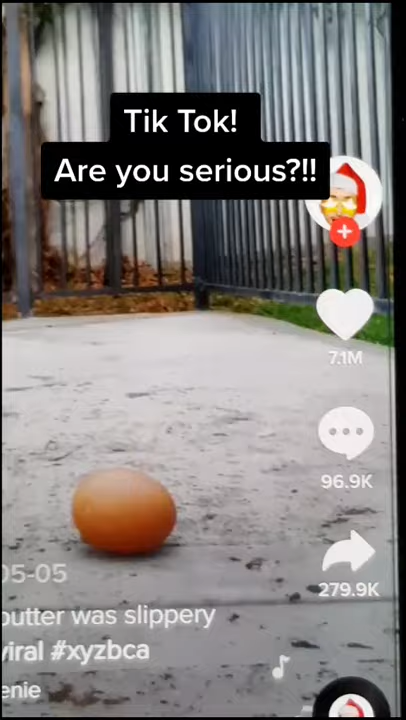 Tik Tok!
Are you serious?!!
7.1M
96.9K
279.9K
05-05
butter was slippery
viral #xyzbca
enie